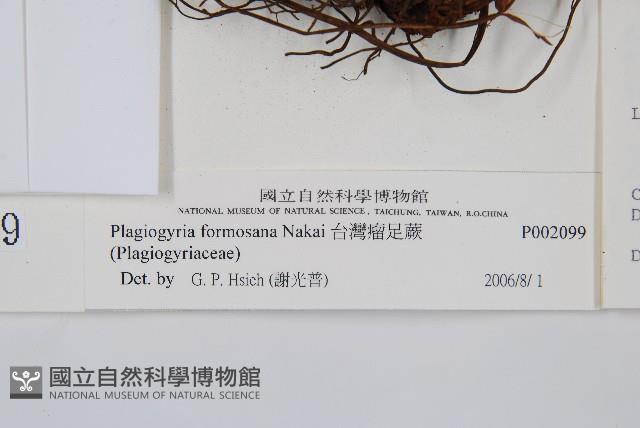 國立自然科學博物館
NATIONAL MUSEUM OF NATURAL SCIENCE, TAICHUNG, TAIWAN, R.O.CHINA
Plagiogyria formosana Nakai 台灣瘤足蕨 P002099
(Plagiogyriaceae)
Det. by G. P. Hsieh (謝光普) 2006/8/1
9
L
C
D
D
國立自然科學博物館
NATIONAL MUSEUM OF NATURAL SCIENCE